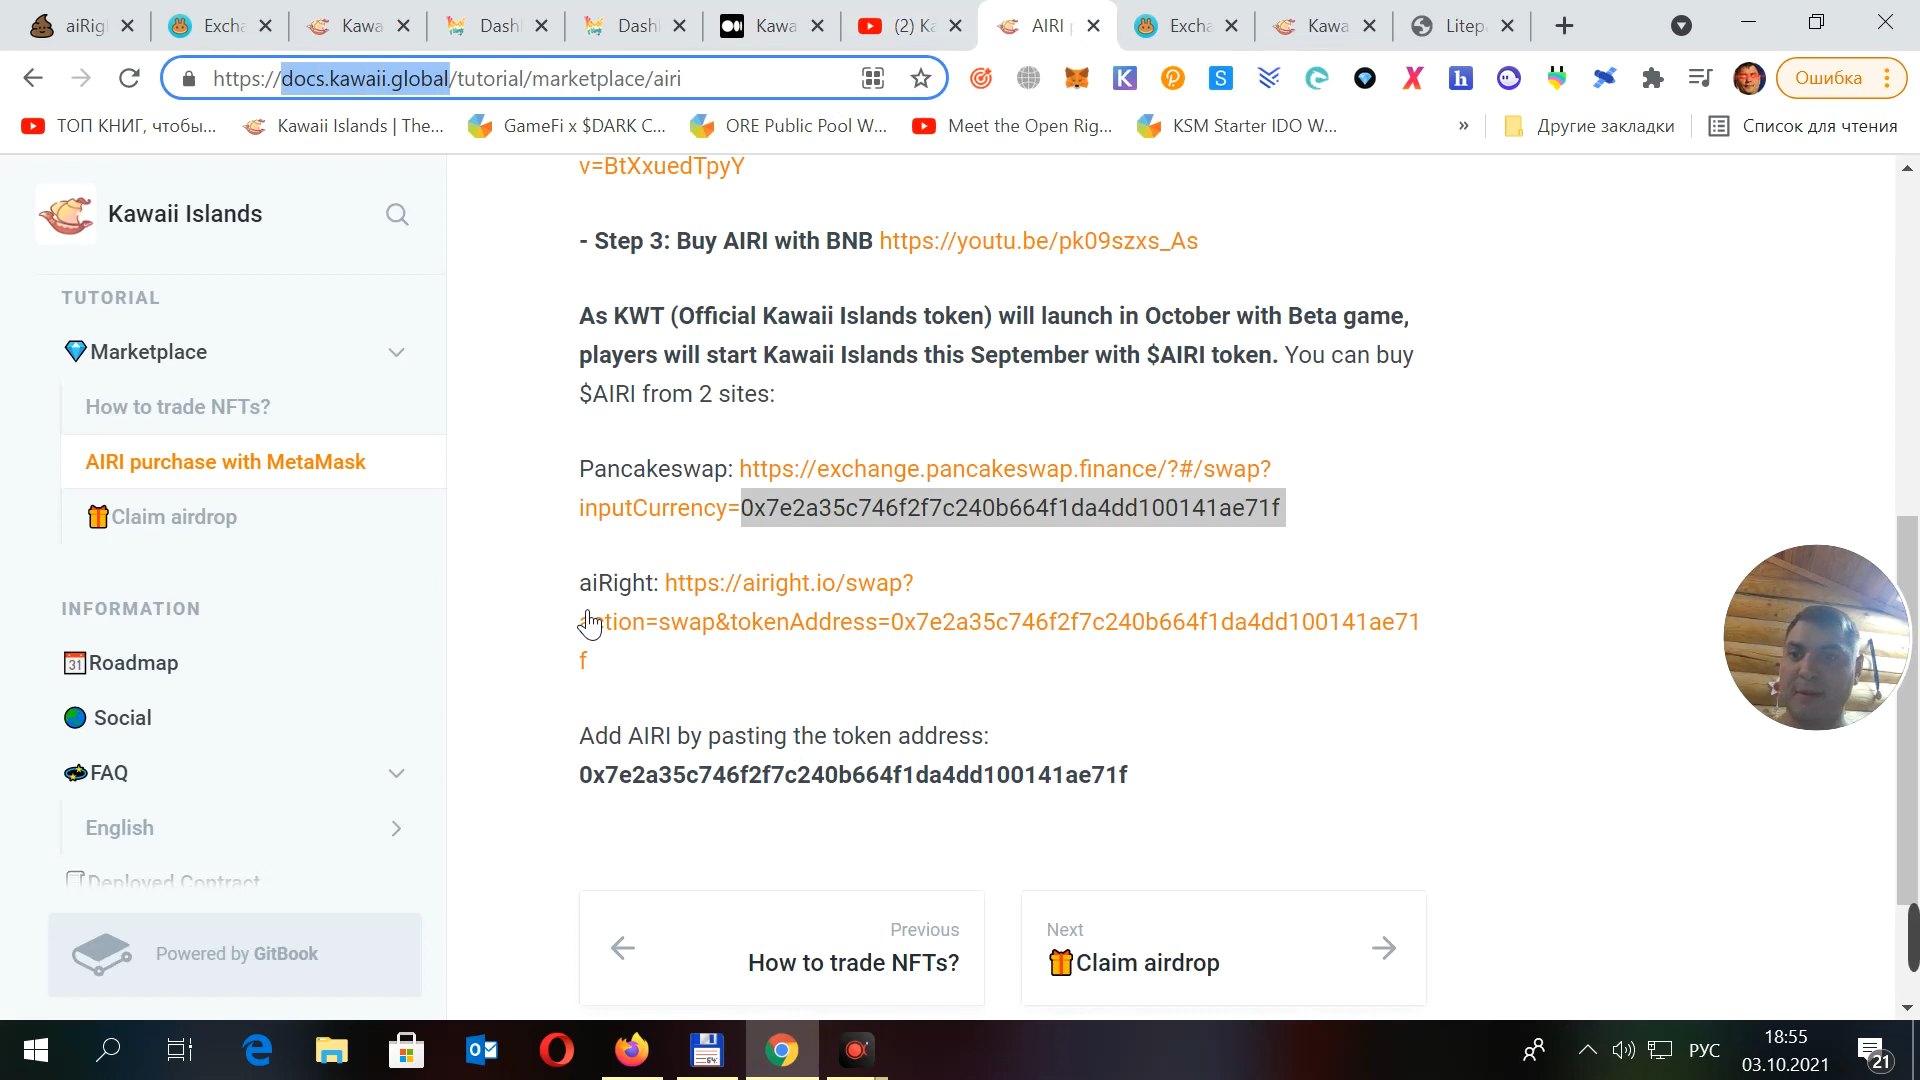 aiRig
Excha
Kawa
Dash
Dash
Kawa
(2) Ka
AIRI
Excha
Kawa
Litep
https://docs.kawaii.global/tutorial/marketplace/airi
Ошибка
ТОП КНИГ, чтобы...
Kawaii Islands | The...
GameFi x $DARK C...
ORE Public Pool W...
Meet the Open Rig...
KSM Starter IDO W...
»
Другие закладки
Список для чтения
Kawaii Islands
TUTORIAL
Marketplace
How to trade NFTs?
AIRI purchase with MetaMask
Claim airdrop
INFORMATION
Roadmap
Social
FAQ
English
Deployed Contract
Powered by GitBook
v=BtXxuedTpyY
- Step 3: Buy AIRI with BNB https://youtu.be/pk09szxs_As
As KWT (Official Kawaii Islands token) will launch in October with Beta game,
players will start Kawaii Islands this September with $AIRI token. You can buy
$AIRI from 2 sites:
Pancakeswap: https://exchange.pancakeswap.finance/?#/swap?
inputCurrency=0x7e2a35c746f2f7c240b664f1da4dd100141ae71f
aiRight: https://airight.io/swap?
action=swap&tokenAddress=0x7e2a35c746f2f7c240b664f1da4dd100141ae71
f
Add AIRI by pasting the token address:
0x7e2a35c746f2f7c240b664f1da4dd100141ae71f
Previous
How to trade NFTs?
Next
Claim airdrop
РУС
18:55
03.10.2021
21